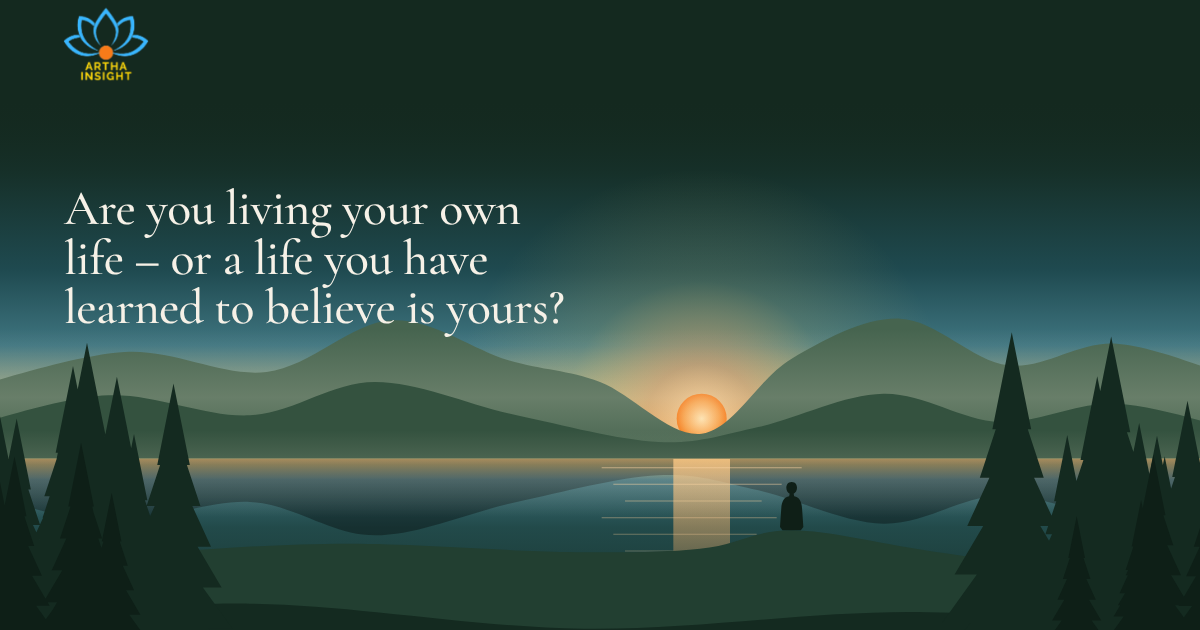 ARTHA
INSIGHT
Are you living your own
life – or a life you have
learned to believe is yours?